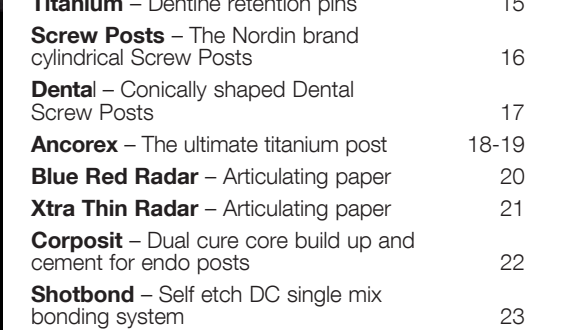 Titanium – Dentine retention pins 15
Screw Posts – The Nordin brand
cylindrical Screw Posts 16
Dental – Conically shaped Dental
Screw Posts 17
Ancorex – The ultimate titanium post 18-19
Blue Red Radar – Articulating paper 20
Xtra Thin Radar – Articulating paper 21
Corposit – Dual cure core build up and
cement for endo posts 22
Shotbond – Self etch DC single mix
bonding system 23